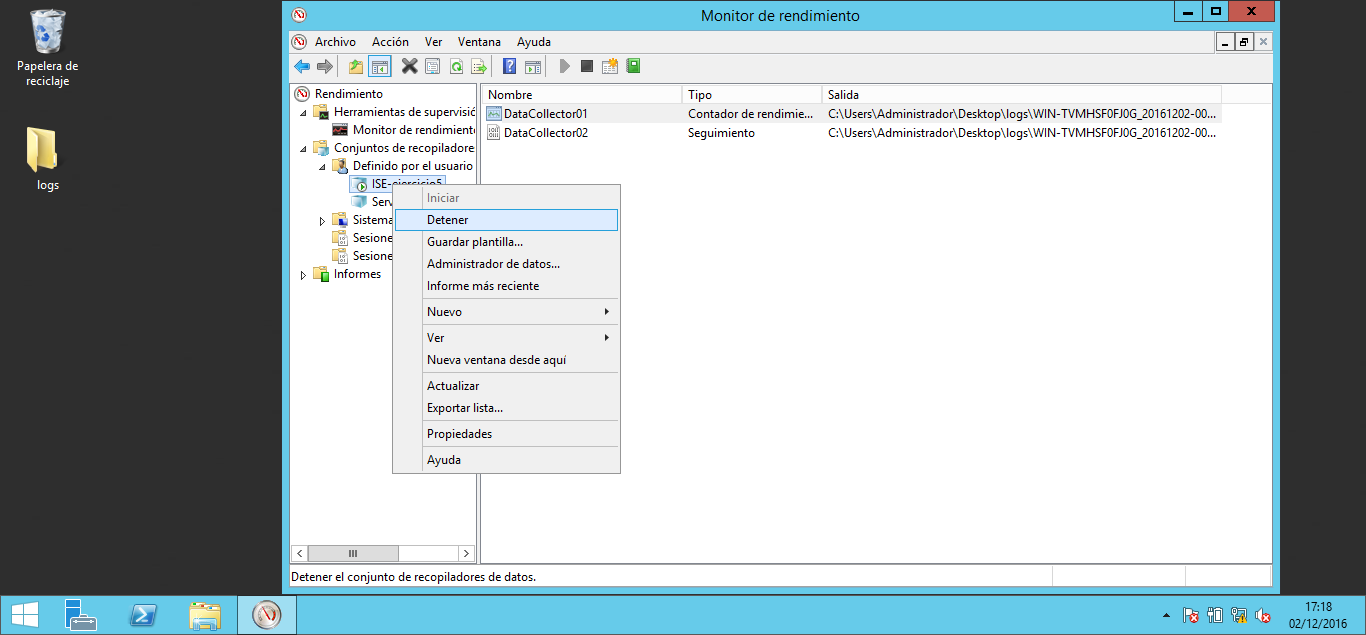 Papelera de
reciclaje
logs
Monitor de rendimiento
Archivo Acción Ver Ventana Ayuda
Rendimiento
Herramientas de supervisió
Monitor de rendimient
Conjuntos de recopiladore
Definido por el usuario
ISE-ejercicio5
Serv
Sistema
Sesione
Sesione
Informes
Nombre Tipo Salida
DataCollector01 Contador de rendimie... C:\Users\Administrador\Desktop\logs\WIN-TVMHSF0FJ0G_20161202-00...
DataCollector02 Seguimiento C:\Users\Administrador\Desktop\logs\WIN-TVMHSF0FJ0G_20161202-00...
Iniciar
Detener
Guardar plantilla...
Administrador de datos...
Informe más reciente
Nuevo
Ver
Nueva ventana desde aquí
Actualizar
Exportar lista...
Propiedades
Ayuda
Detener el conjunto de recopiladores de datos.
17:18
02/12/2016